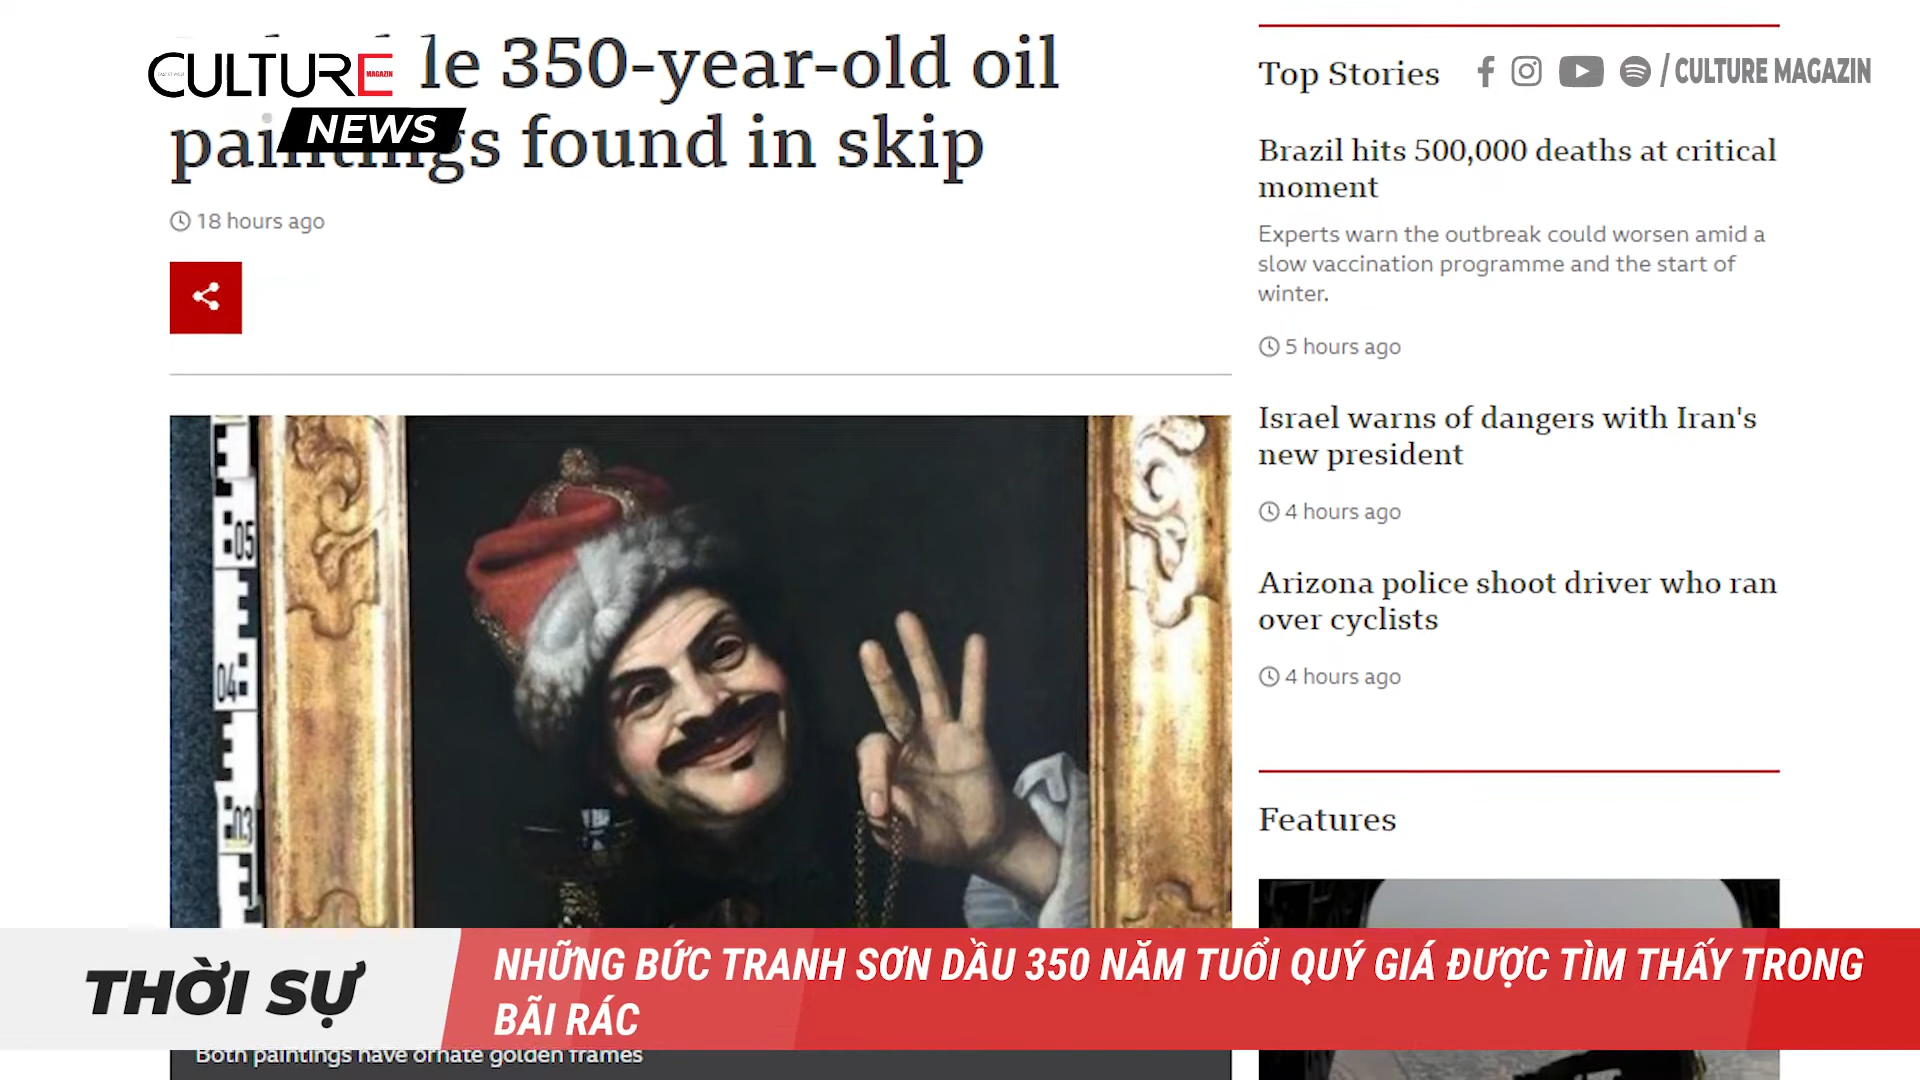 CULTURE
MAGAZIN
NEWS
le 350-year-old oil
paintings found in skip
18 hours ago
05
04
03
Both paintings have ornate golden frames
Top Stories
/ CULTURE MAGAZIN
Brazil hits 500,000 deaths at critical
moment
Experts warn the outbreak could worsen amid a
slow vaccination programme and the start of
winter.
5 hours ago
Israel warns of dangers with Iran's
new president
4 hours ago
Arizona police shoot driver who ran
over cyclists
4 hours ago
Features
THỜI SỰ
NHỮNG BỨC TRANH SƠN DẦU 350 NĂM TUỔI QUÝ GIÁ ĐƯỢC TÌM THẤY TRONG
BÃI RÁC